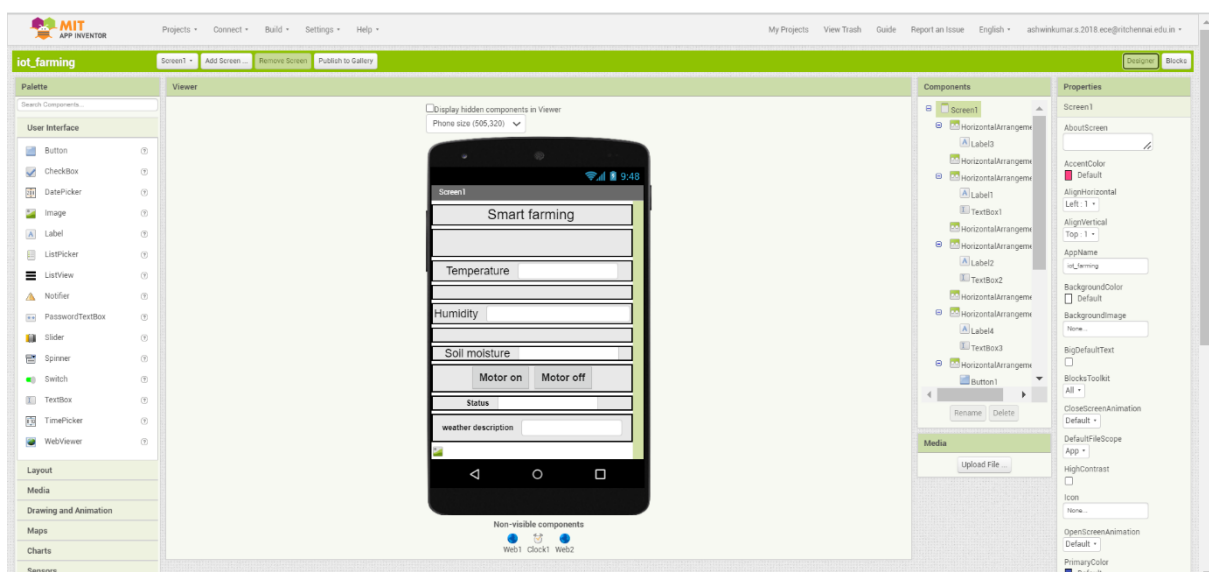 MIT
APP INVENTOR
Projects Connect Build Settings Help My Projects View Trash Guide Report an Issue English ashwinkumar.s.2018.ece@ritchennai.edu.in
iot_farming Screen1 Add Screen ... Remove Screen Publish to Gallery Designer Blocks
Palette
Search Components...
User Interface
Button
CheckBox
DatePicker
Image
Label
ListPicker
ListView
Notifier
PasswordTextBox
Slider
Spinner
Switch
TextBox
TimePicker
WebViewer
Layout
Media
Drawing and Animation
Maps
Charts
Sensors
Viewer
Display hidden components in Viewer
Phone size (505,320)
9:48
Screen1
Smart farming
Temperature
Humidity
Soil moisture
Motor on Motor off
Status
weather description
Non-visible components
Web1 Clock1 Web2
Components
Screen1
HorizontalArrangeme
Label3
HorizontalArrangeme
HorizontalArrangeme
Label1
TextBox1
HorizontalArrangeme
HorizontalArrangeme
Label2
TextBox2
HorizontalArrangeme
HorizontalArrangeme
Label4
TextBox3
HorizontalArrangeme
Button1
Rename Delete
Media
Upload File ...
Properties
Screen1
AboutScreen
AccentColor
Default
AlignHorizontal
Left : 1
AlignVertical
Top : 1
AppName
iot_farming
BackgroundColor
Default
BackgroundImage
None...
BigDefaultText
BlocksToolkit
All
CloseScreenAnimation
Default
DefaultFileScope
App
HighContrast
Icon
None...
OpenScreenAnimation
Default
PrimaryColor
Default